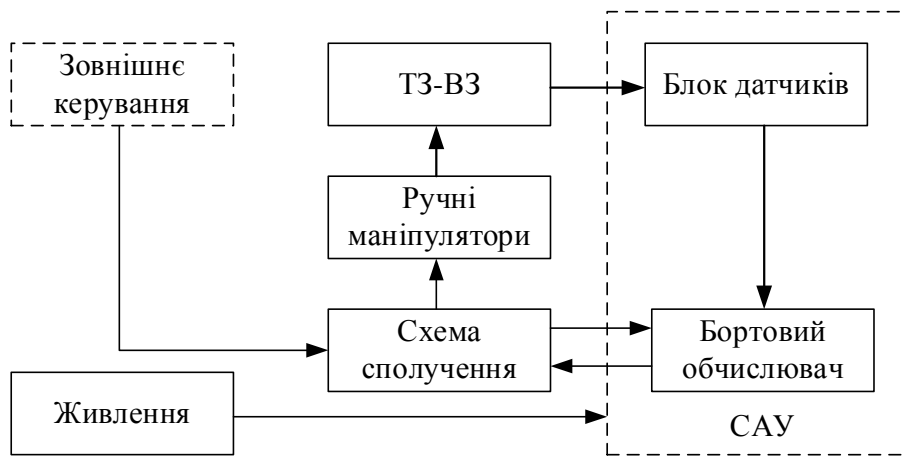 Зовнішнє
керування
ТЗ-ВЗ
Блок датчиків
Ручні
маніпулятори
Схема
сполучення
Бортовий
обчислювач
Живлення
САУ